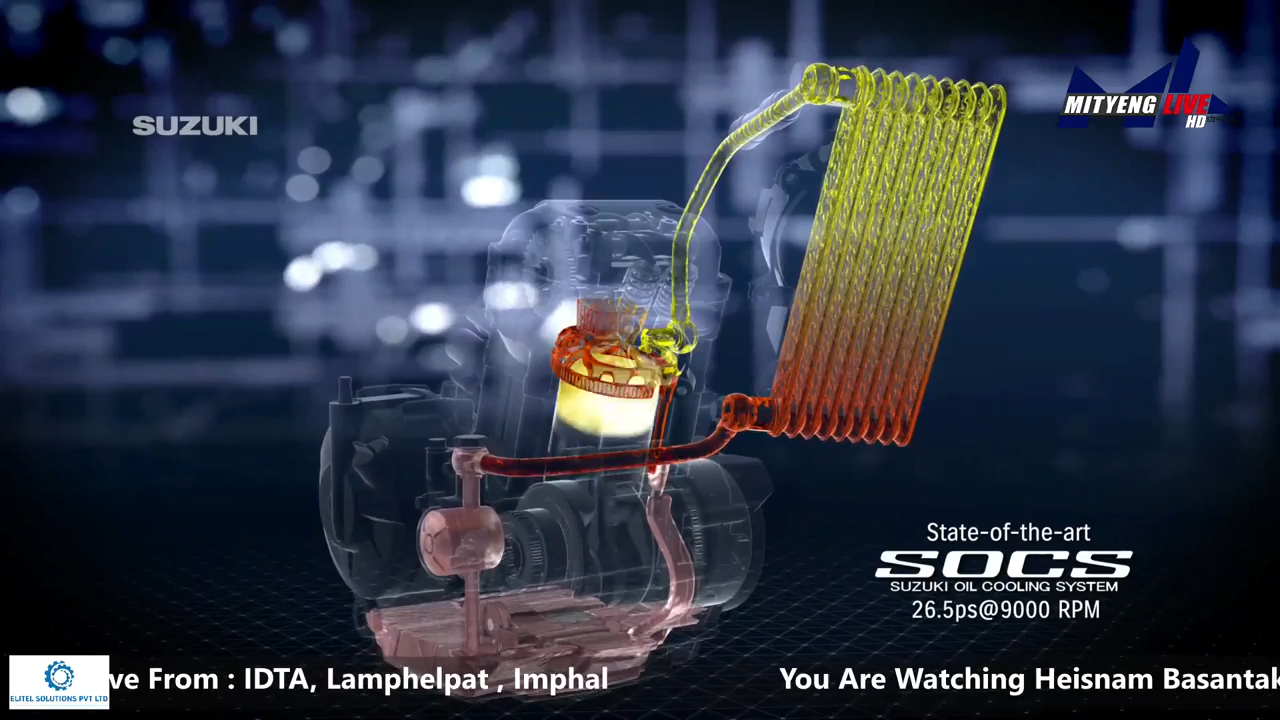 SUZUKI
MITYENG LIVE
HD
State-of-the-art
SOCS
SUZUKI OIL COOLING SYSTEM
26.5ps@9000 RPM
ve From : IDTA, Lamphelpat , Imphal
You Are Watching Heisnam Basantak
ELITEL SOLUTIONS PVT LTD